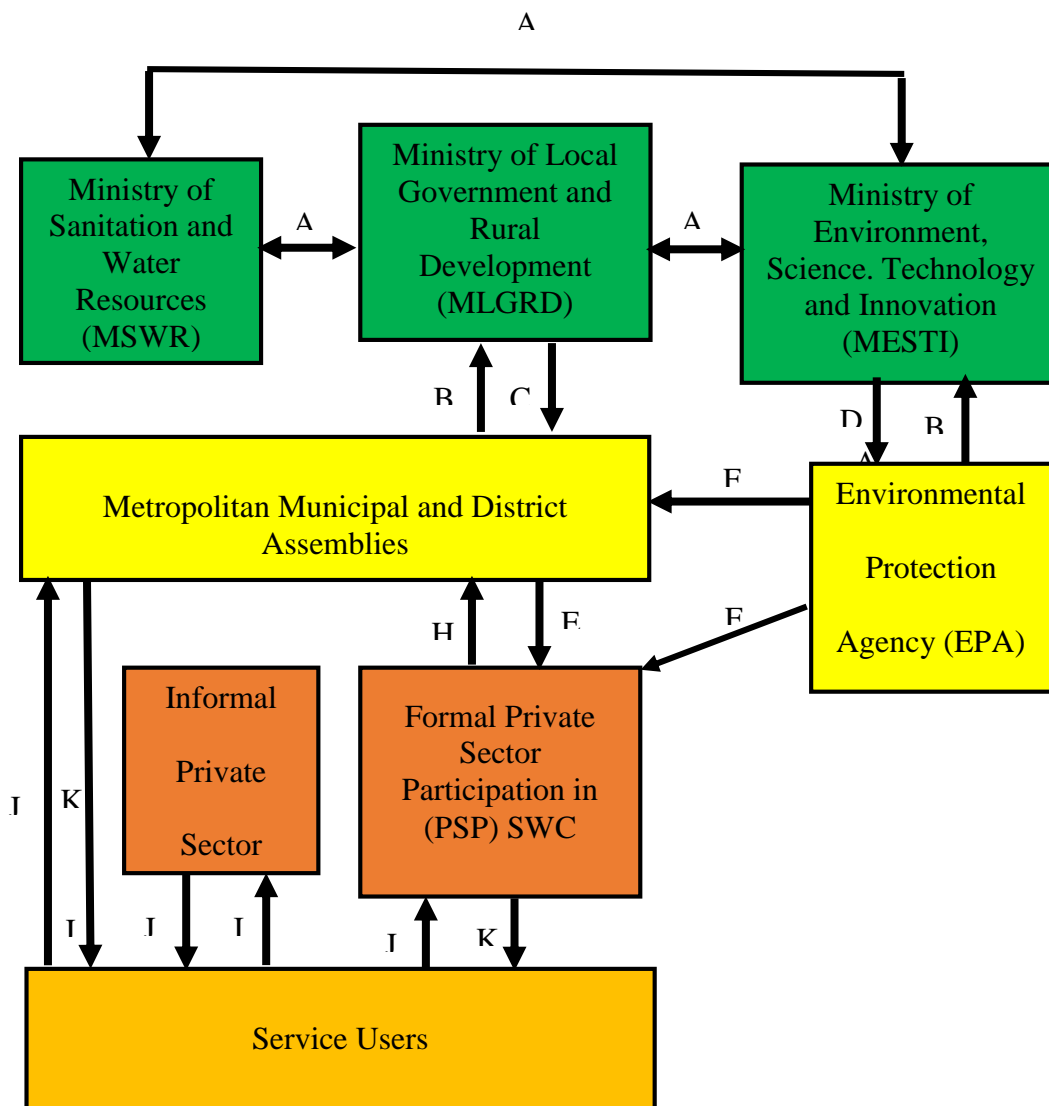 A
Ministry of
Sanitation and
Water
Resources
(MSWR)
A
Ministry of Local
Government and
Rural
Development
(MLGRD)
A
Ministry of
Environment,
Science. Technology
and Innovation
(MESTI)
B
C
D
B
Metropolitan Municipal and District
Assemblies
Environmental
Protection
Agency (EPA)
H
Informal
Private
Sector
Formal Private
Sector
Participation in
(PSP) SWC
K
K
Service Users